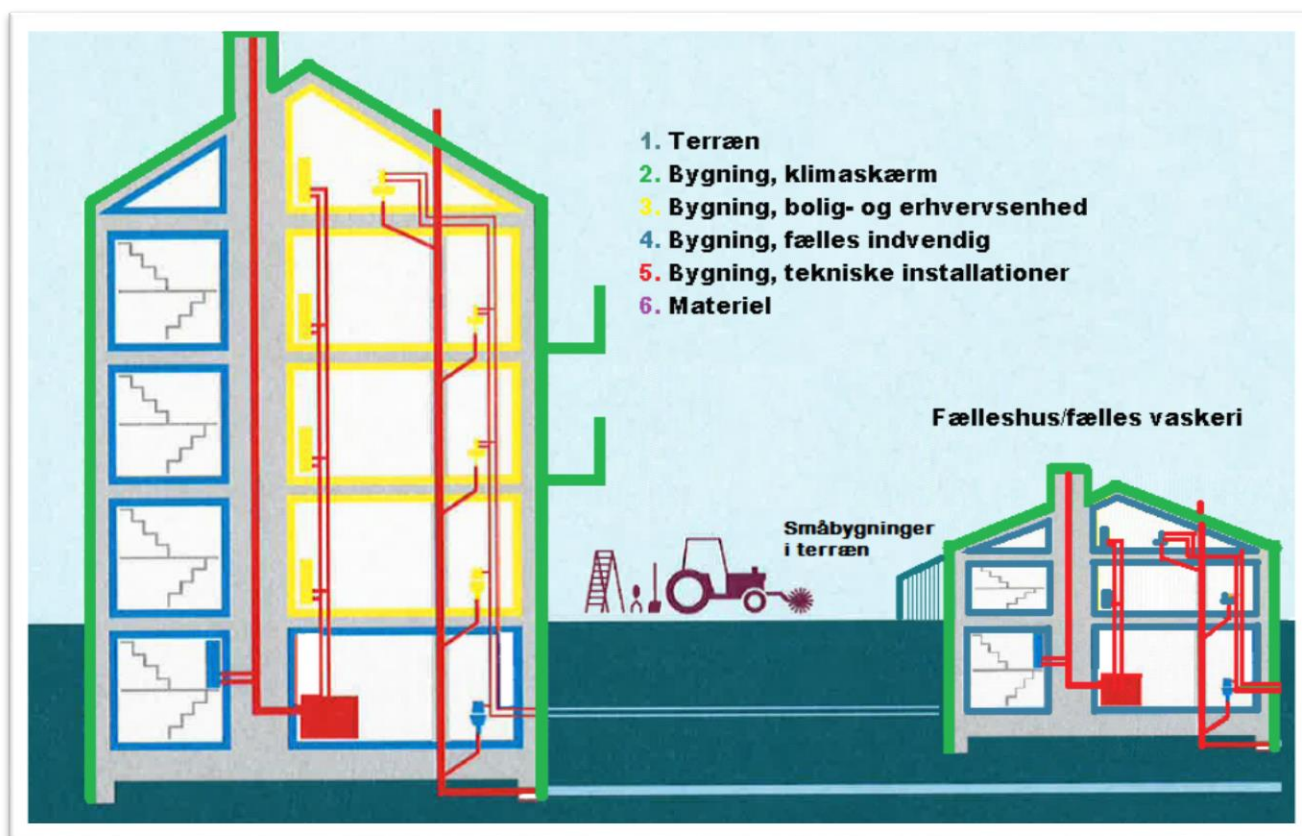 1. Terræn
2. Bygning, klimaskærm
3. Bygning, bolig- og erhvervsenhed
4. Bygning, fælles indvendig
5. Bygning, tekniske installationer
6. Materiel
Fælleshus/fælles vaskeri
Småbygninger
i terræn